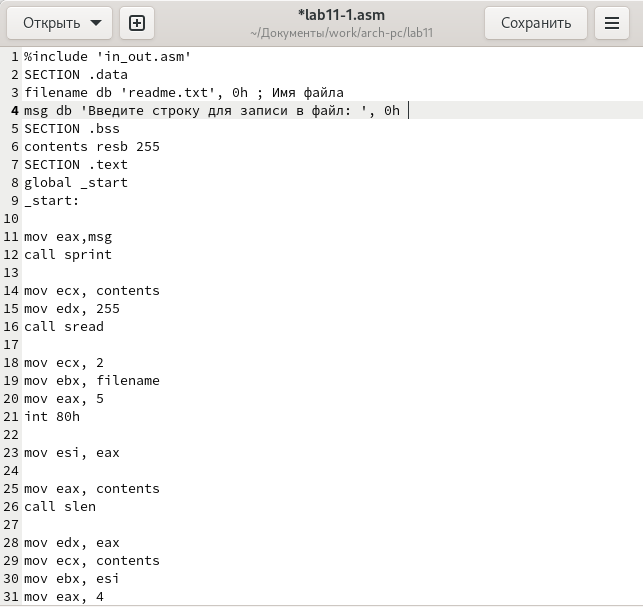 Открыть
*lab11-1.asm
~/Документы/work/arch-pc/lab11
Сохранить
1 %include 'in_out.asm'
2 SECTION .data
3 filename db 'readme.txt', 0h ; Имя файла
4 msg db 'Введите строку для записи в файл: ', 0h
5 SECTION .bss
6 contents resb 255
7 SECTION .text
8 global _start
9 _start:
10
11 mov eax,msg
12 call sprint
13
14 mov ecx, contents
15 mov edx, 255
16 call sread
17
18 mov ecx, 2
19 mov ebx, filename
20 mov eax, 5
21 int 80h
22
23 mov esi, eax
24
25 mov eax, contents
26 call slen
27
28 mov edx, eax
29 mov ecx, contents
30 mov ebx, esi
31 mov eax, 4